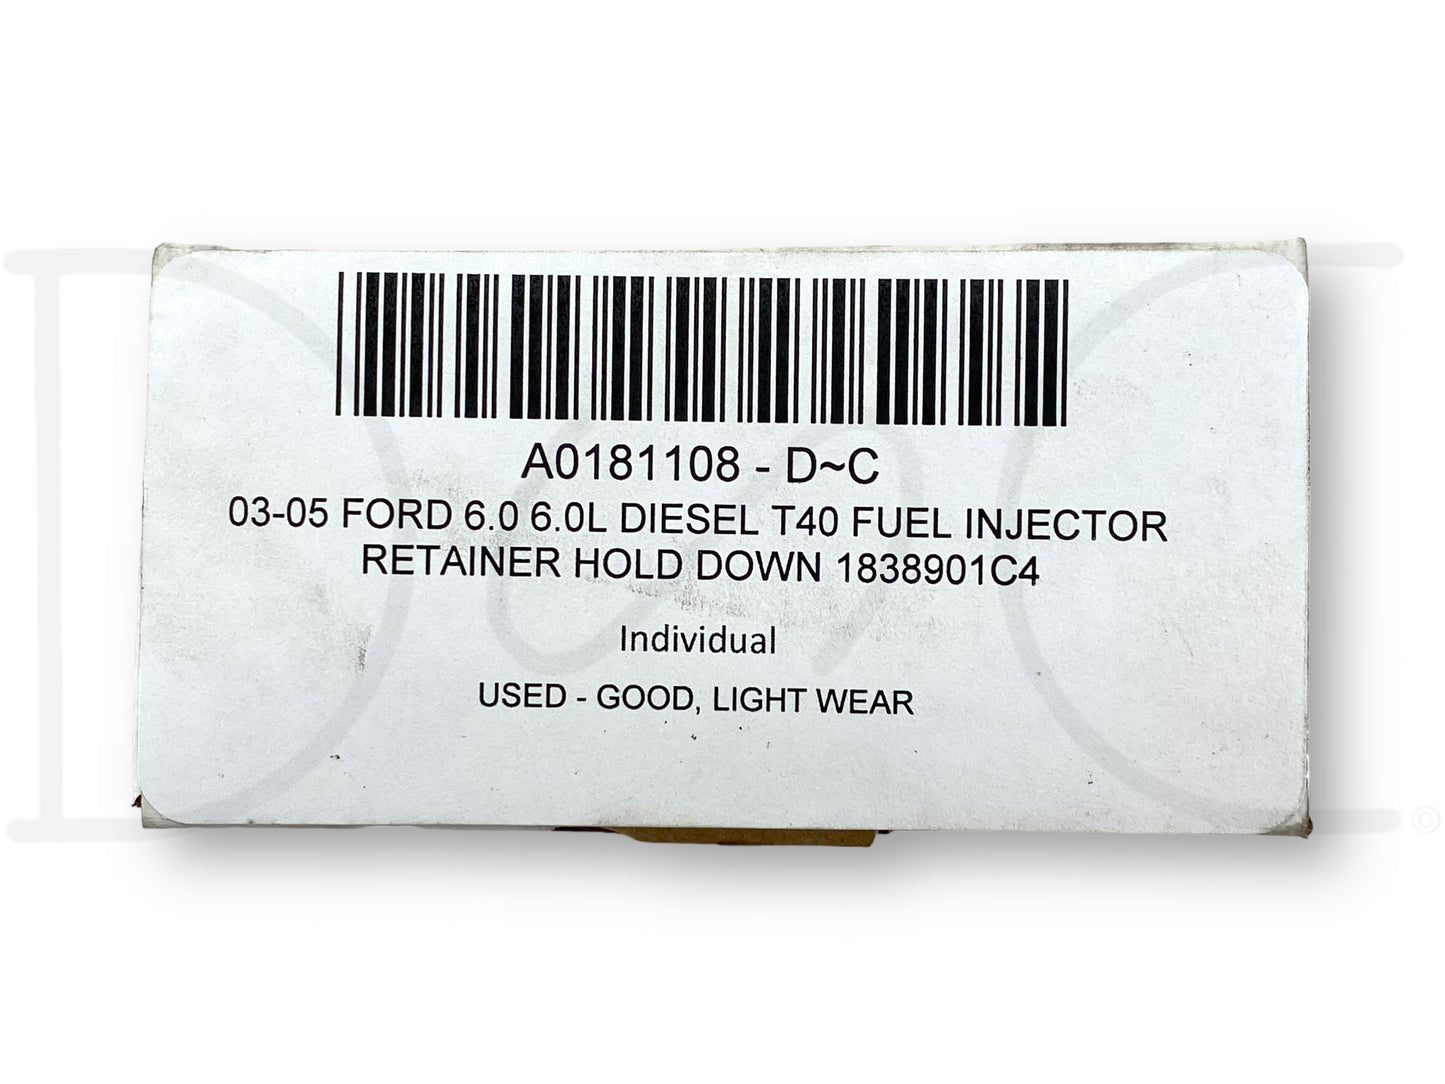 A0181108 - D~C
03-05 FORD 6.0 6.0L DIESEL T40 FUEL INJECTOR
RETAINER HOLD DOWN 1838901C4
Individual
USED - GOOD, LIGHT WEAR
©